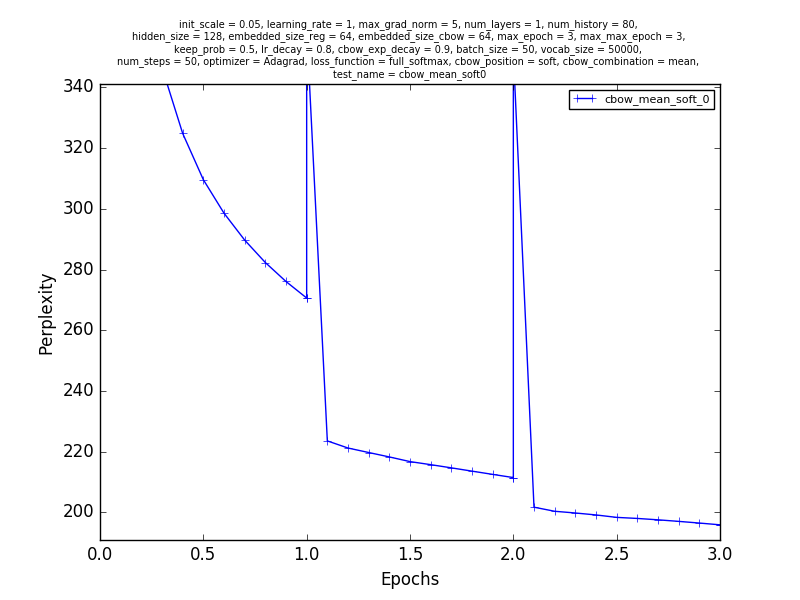 init_scale = 0.05, learning_rate = 1, max_grad_norm = 5, num_layers = 1, num_history = 80,
hidden_size = 128, embedded_size_reg = 64, embedded_size_cbow = 64, max_epoch = 3, max_max_epoch = 3,
keep_prob = 0.5, lr_decay = 0.8, cbow_exp_decay = 0.9, batch_size = 50, vocab_size = 50000,
num_steps = 50, optimizer = Adagrad, loss_function = full_softmax, cbow_position = soft, cbow_combination = mean,
test_name = cbow_mean_soft0
cbow_mean_soft_0
340
320
300
280
260
240
220
200
Perplexity
0.0 0.5 1.0 1.5 2.0 2.5 3.0
Epochs